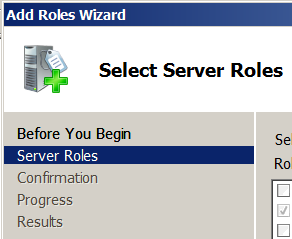 Add Roles Wizard
Select Server Roles
Before You Begin
Server Roles
Confirmation
Progress
Results